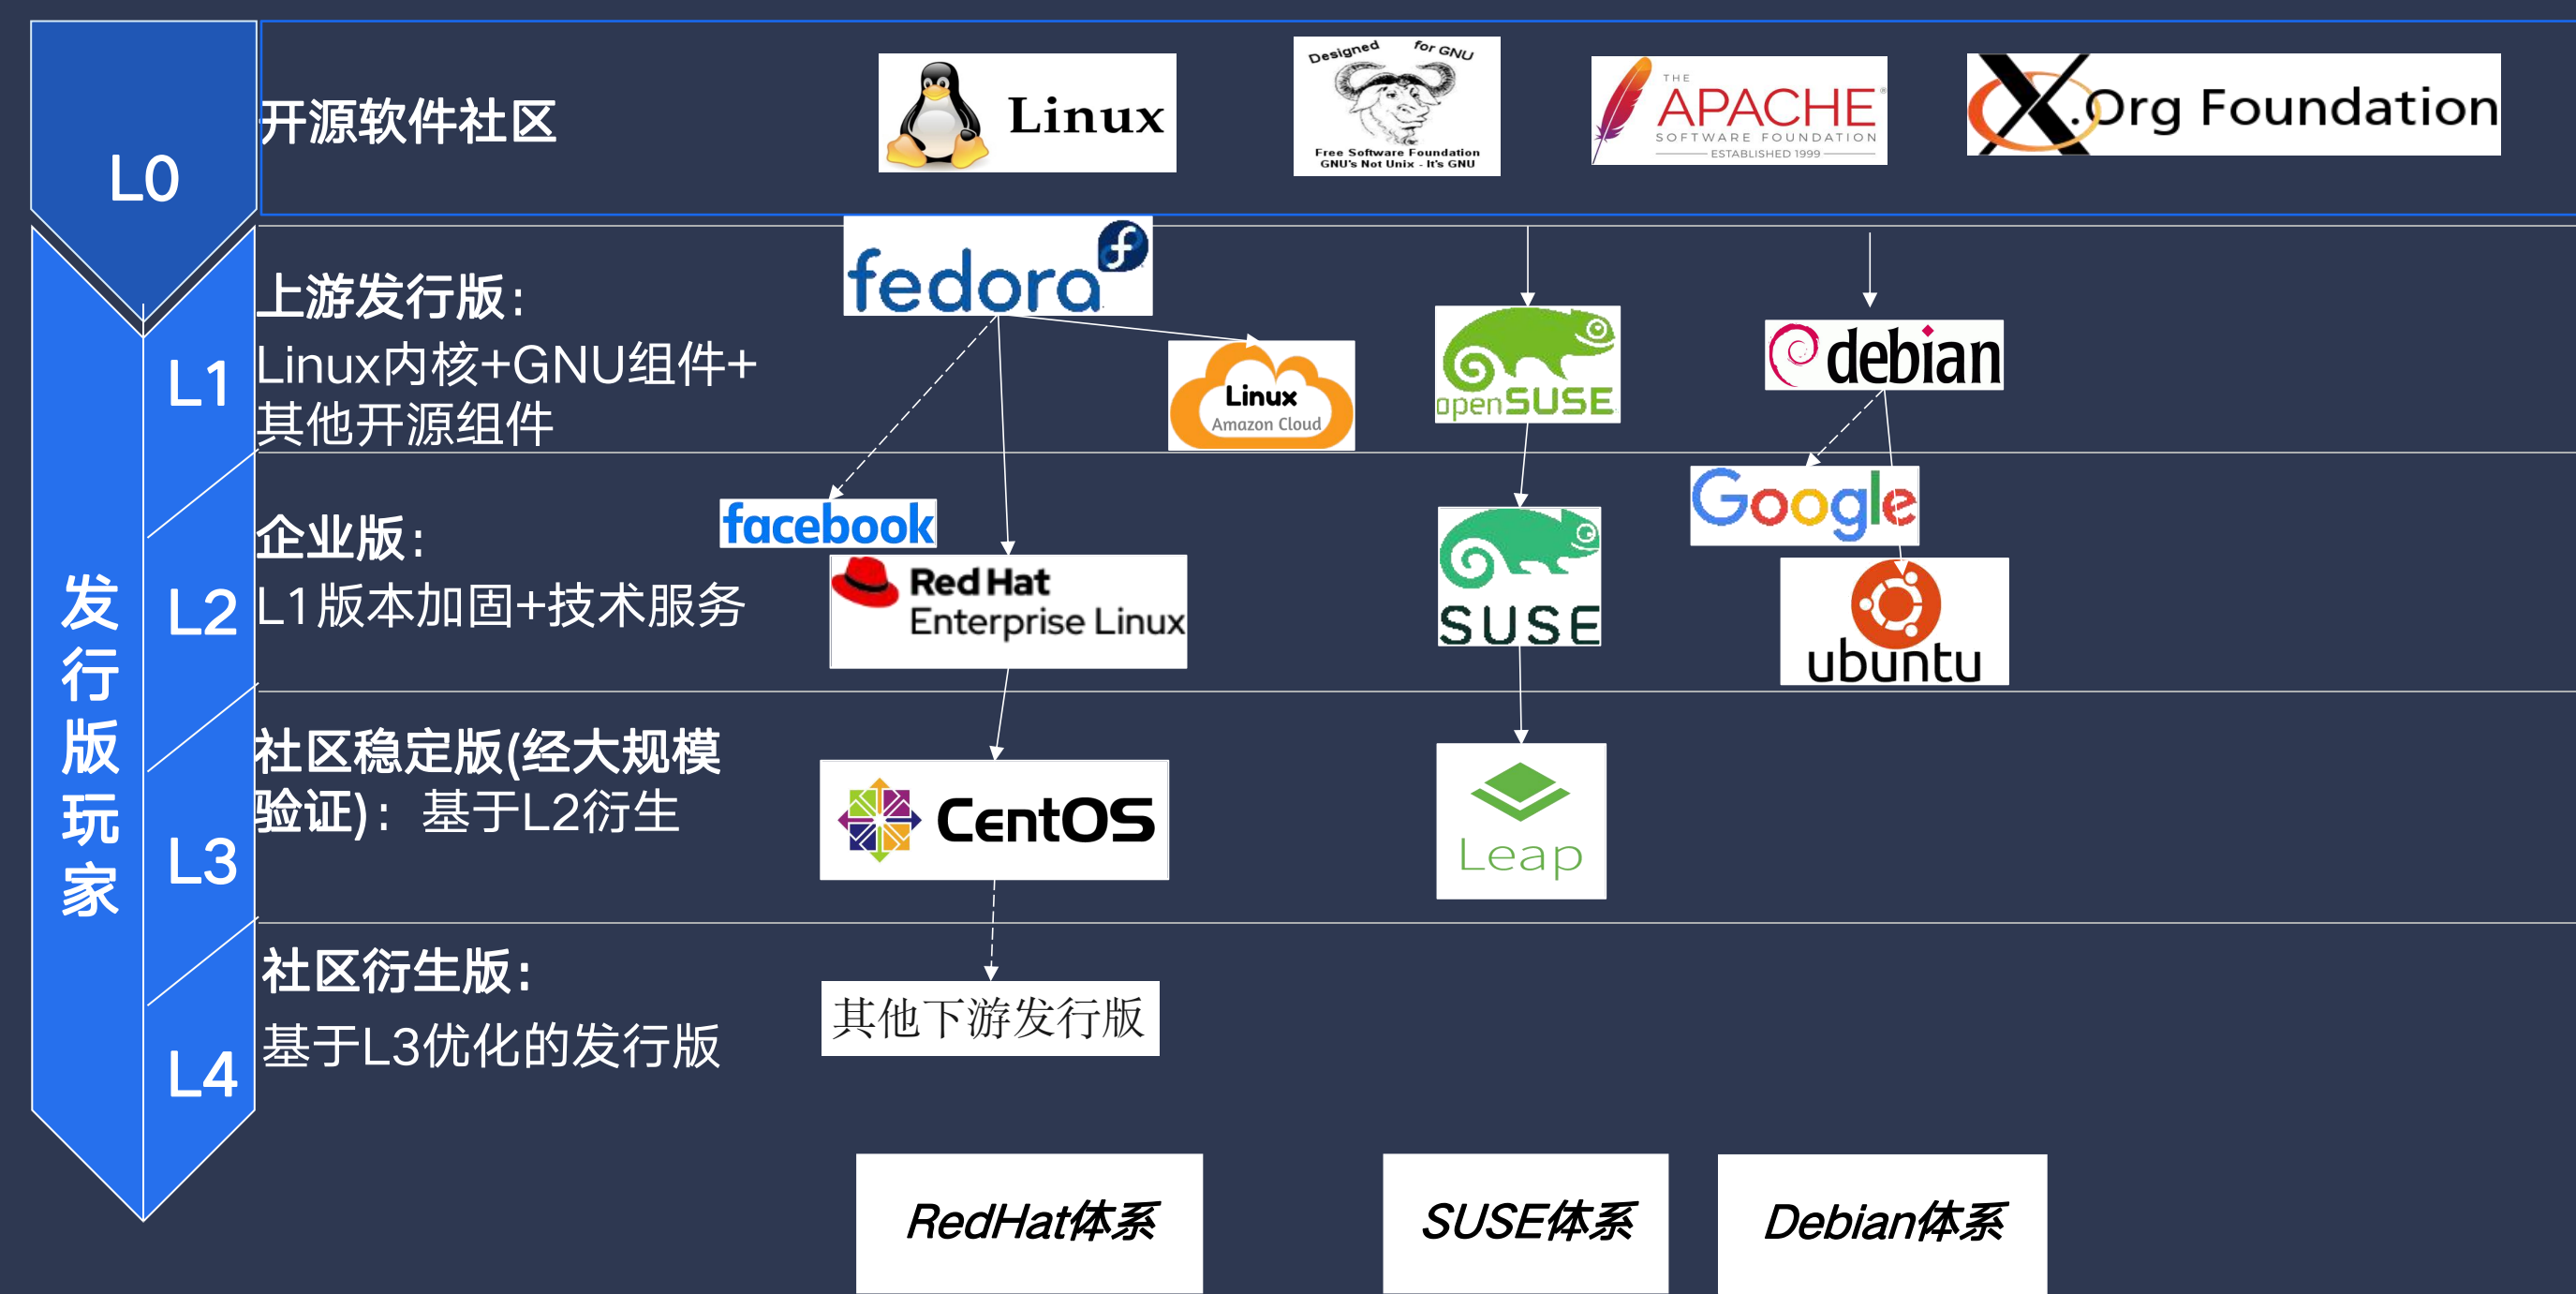 L0
开源软件社区
Linux
Designed for GNU
Free Software Foundation
GNU's Not Unix - It's GNU
THE
APACHE®
SOFTWARE FOUNDATION
ESTABLISHED 1999
X.Org Foundation
发行版玩家
L1
上游发行版：
Linux内核+GNU组件+
其他开源组件
fedora
Linux
Amazon Cloud
openSUSE
debian
L2
企业版：
L1版本加固+技术服务
facebook
Red Hat
Enterprise Linux
SUSE
Google
ubuntu
L3
社区稳定版(经大规模
验证)：基于L2衍生
CentOS
Leap
L4
社区衍生版：
基于L3优化的发行版
其他下游发行版
RedHat体系
SUSE体系
Debian体系